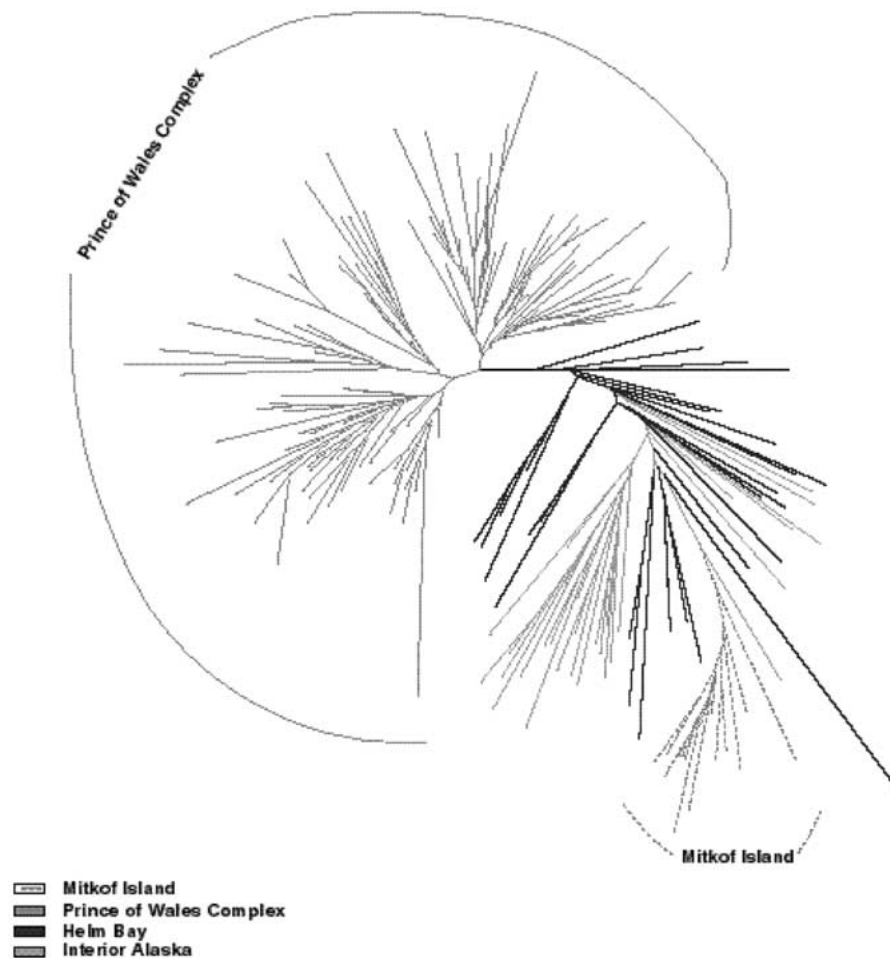 Prince of Wales Complex
Mitkof Island
Mitkof Island
Prince of Wales Complex
Helm Bay
Interior Alaska